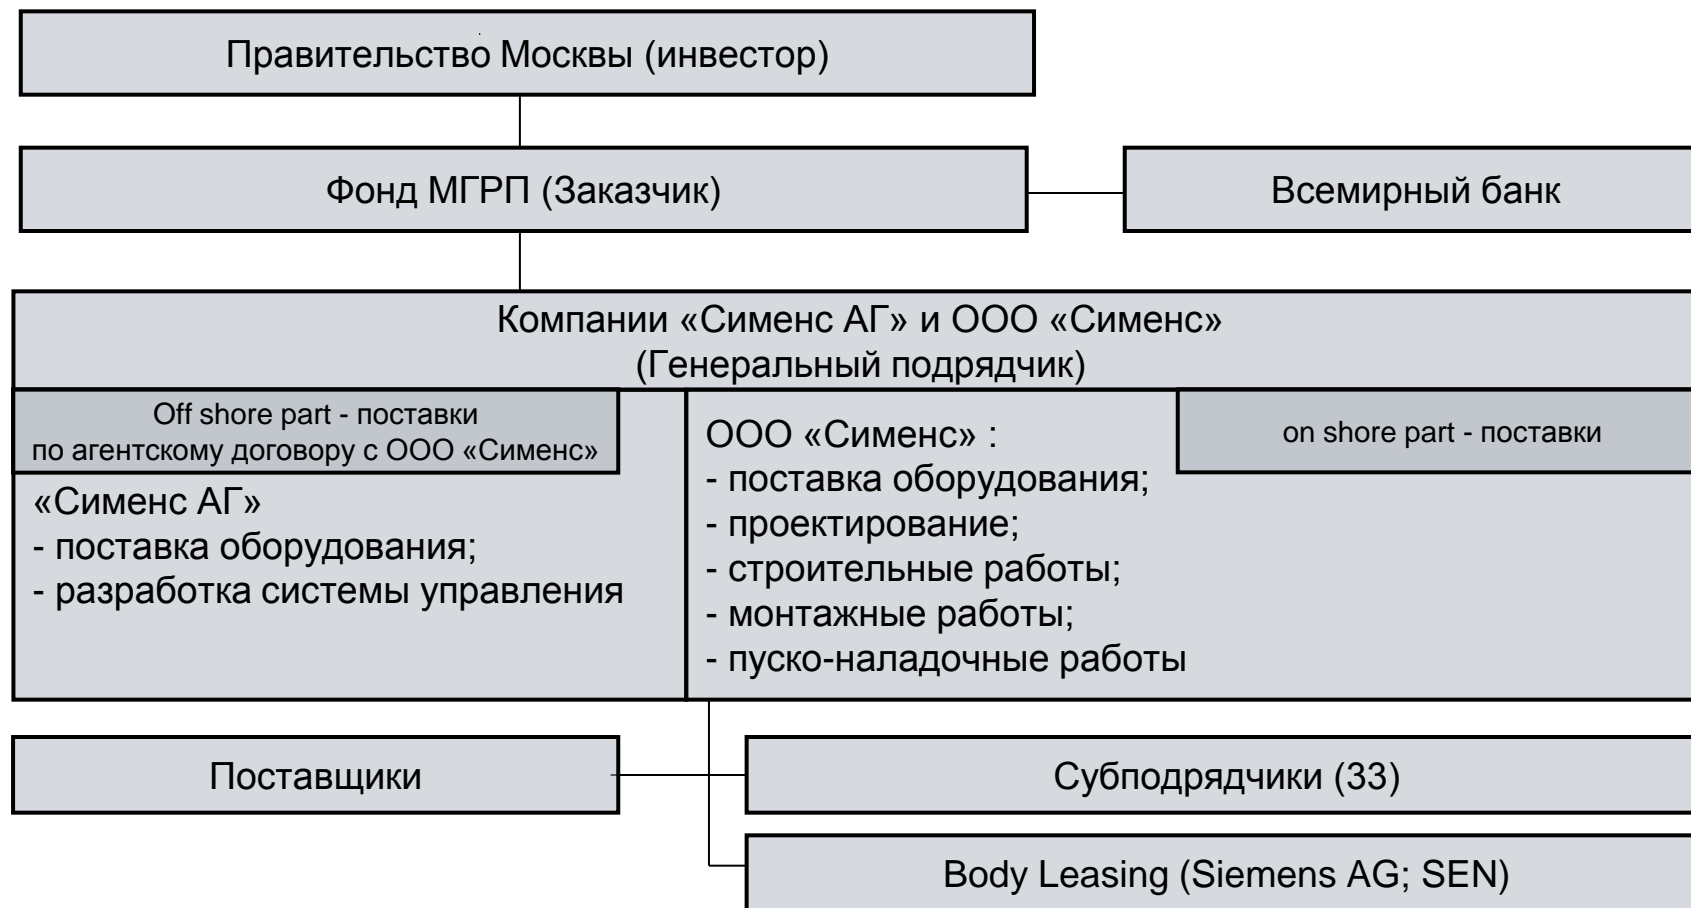 Правительство Москвы (инвестор)
Фонд МГРП (Заказчик)
Всемирный банк
Компании «Сименс АГ» и ООО «Сименс»
(Генеральный подрядчик)
Off shore part - поставки
по агентскому договору с ООО «Сименс»
«Сименс АГ»
- поставка оборудования;
- разработка системы управления
ООО «Сименс» :
- поставка оборудования;
- проектирование;
- строительные работы;
- монтажные работы;
- пуско-наладочные работы
on shore part - поставки
Поставщики
Субподрядчики (33)
Body Leasing (Siemens AG; SEN)